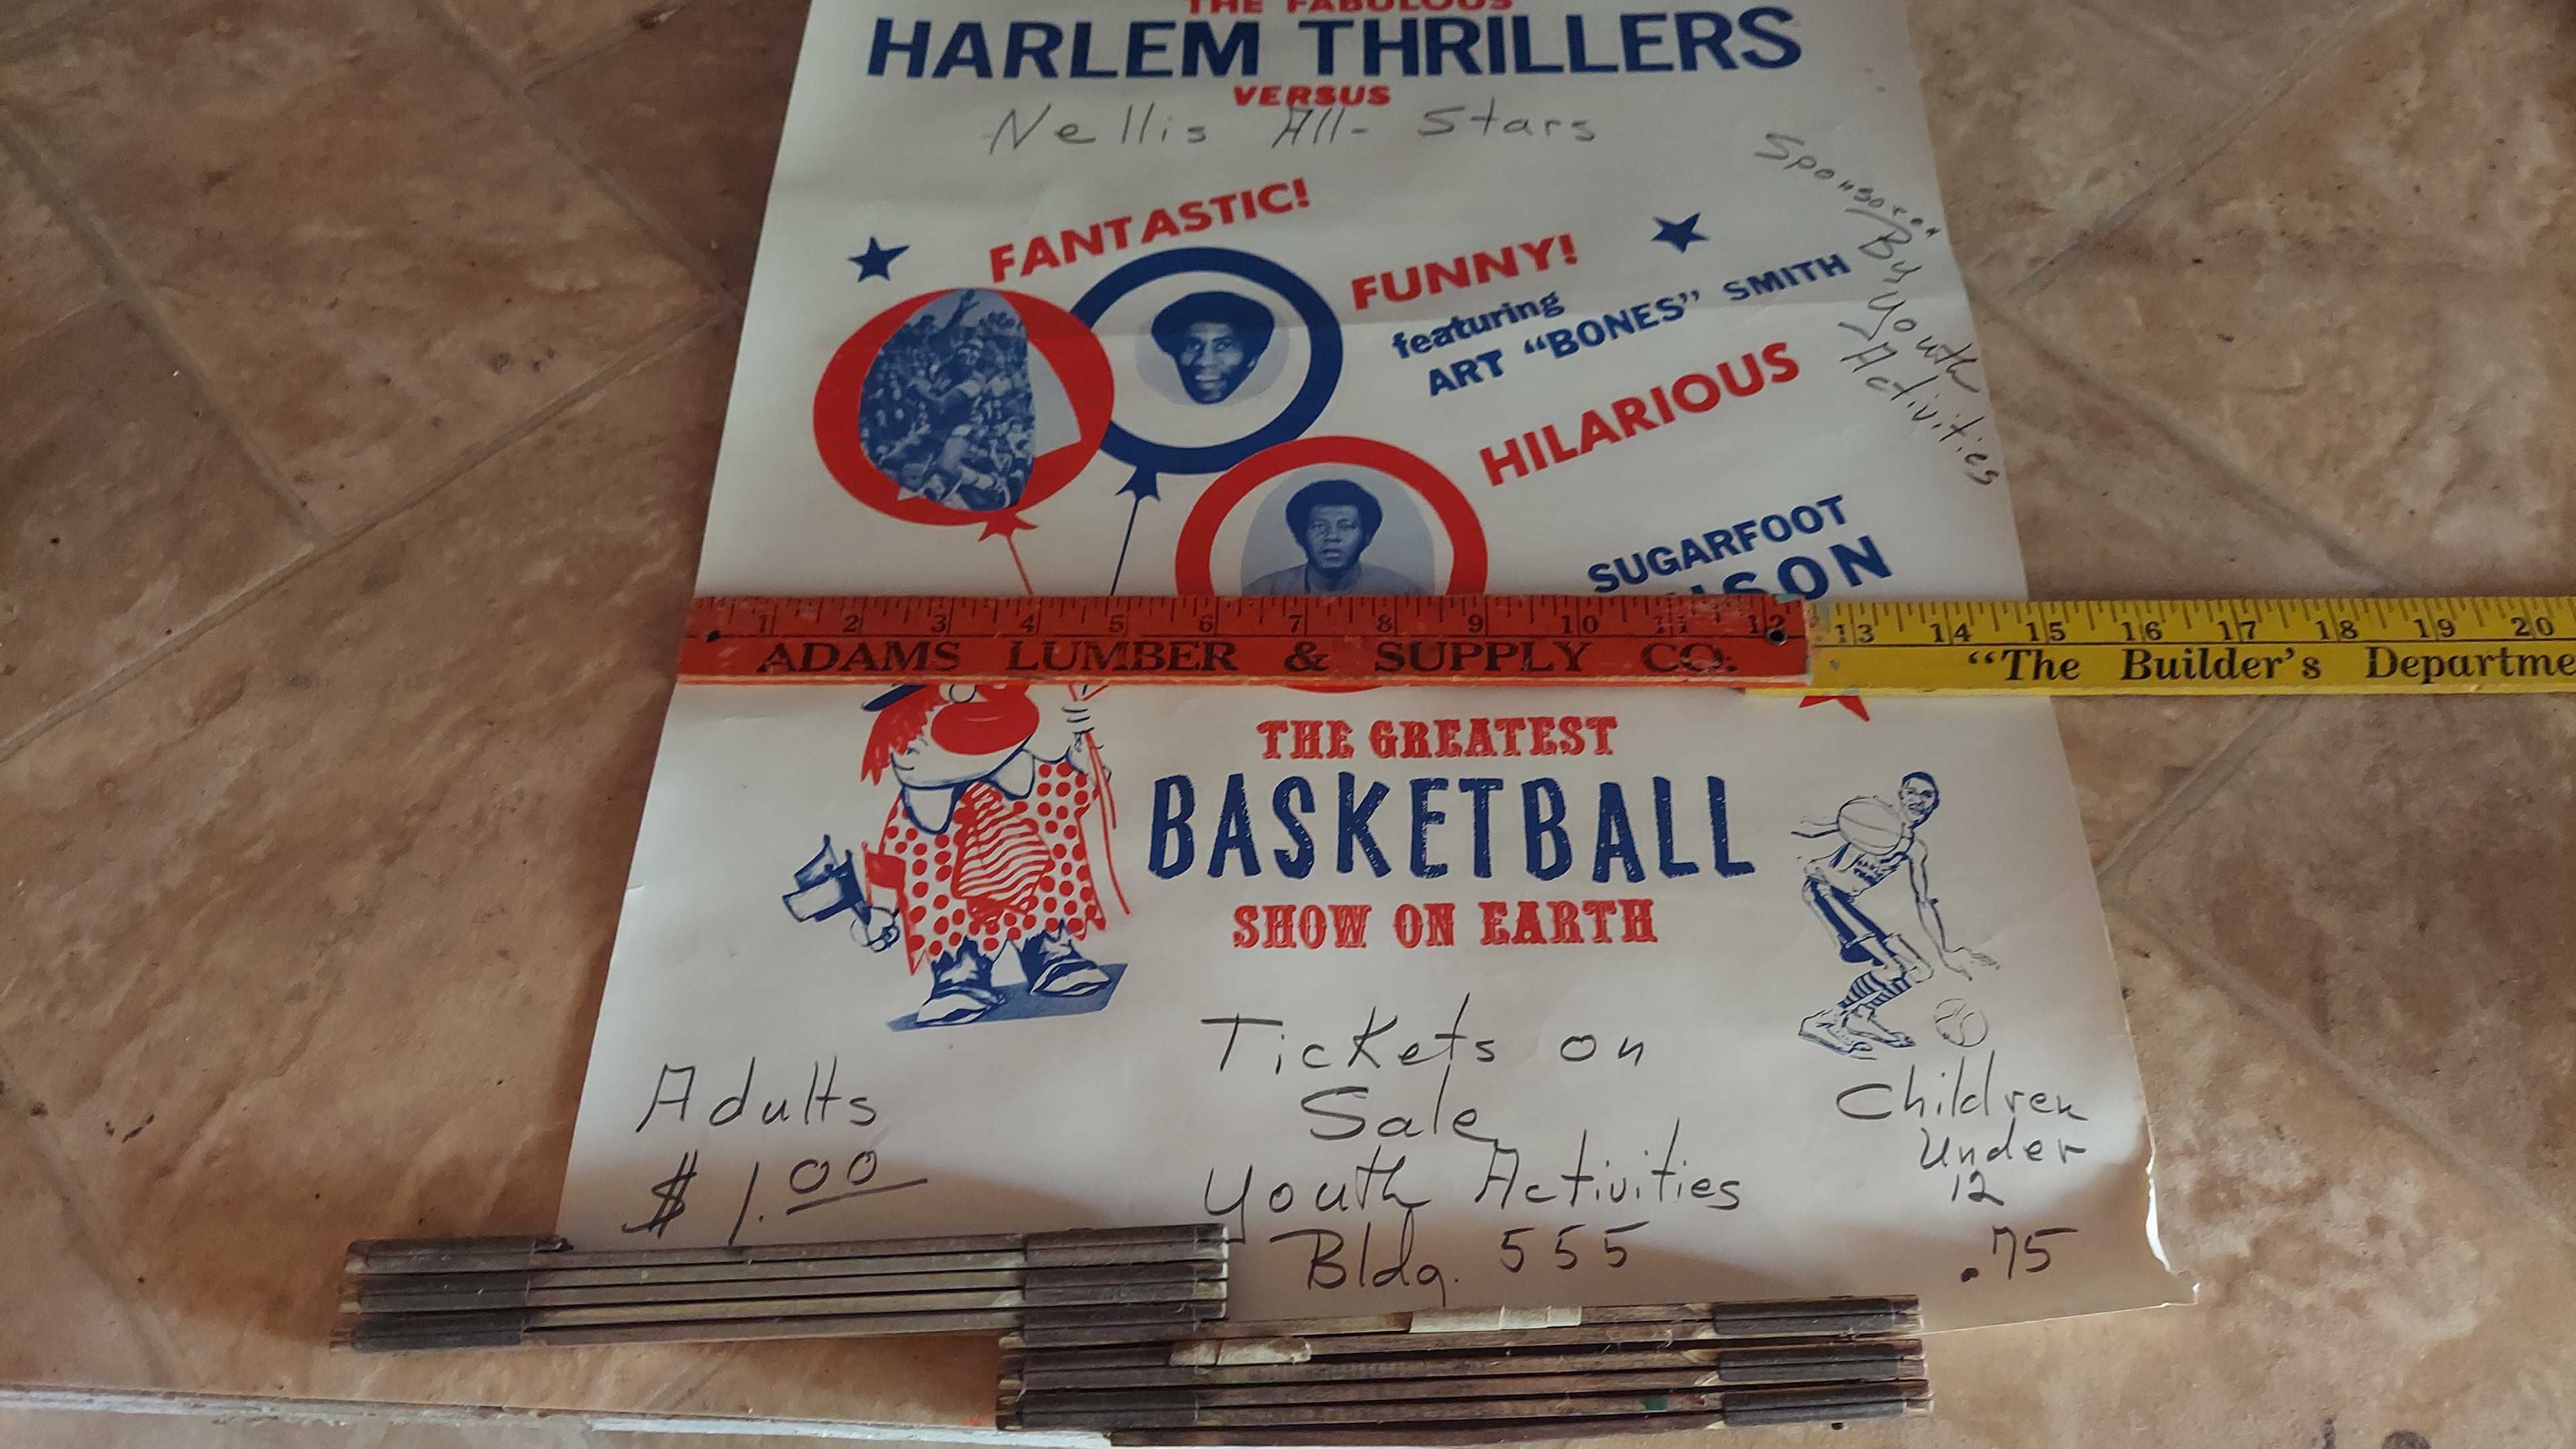 THE FABULOUS
HARLEM THRILLERS
VERSUS
Nellis All-Stars
Sponsored
By Youth
Activities
FANTASTIC!
FUNNY!
featuring
ART "BONES" SMITH
HILARIOUS
SUGARFOOT
1 2 3 4 5 6 7 8 9 10 11 12 13 14 15 16 17 18 19 20
ADAMS LUMBER & SUPPLY CO. "The Builder's Departme
THE GREATEST
BASKETBALL
SHOW ON EARTH
Tickets on
Sale
Youth Activities
Bldg. 555
Adults
$1.00
Children
Under
12
.75